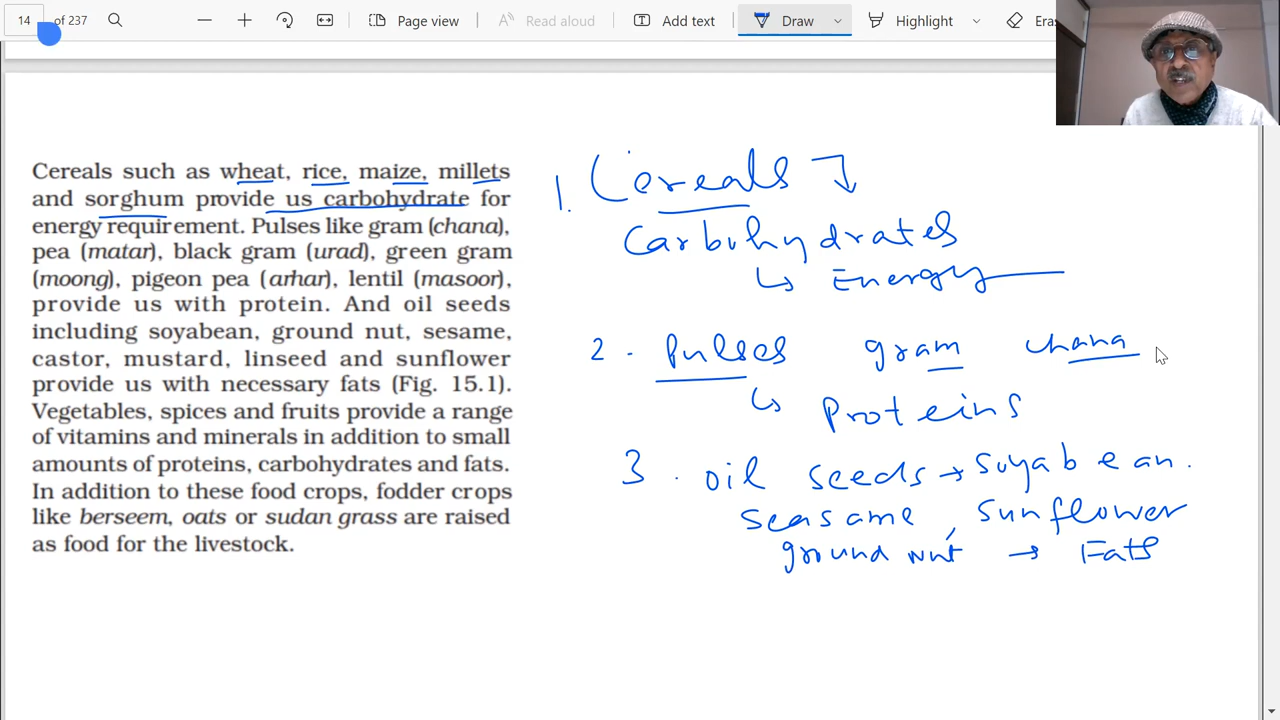 14 of 237
Page view
Read aloud
Add text
Draw
Highlight
Eras
Cereals such as wheat, rice, maize, millets
and sorghum provide us carbohydrate for
energy requirement. Pulses like gram (chana),
pea (matar), black gram (urad), green gram
(moong), pigeon pea (arhar), lentil (masoor),
provide us with protein. And oil seeds
including soyabean, ground nut, sesame,
castor, mustard, linseed and sunflower
provide us with necessary fats (Fig. 15.1).
Vegetables, spices and fruits provide a range
of vitamins and minerals in addition to small
amounts of proteins, carbohydrates and fats.
In addition to these food crops, fodder crops
like berseem, oats or sudan grass are raised
as food for the livestock.
1. Cereals
Carbohydrates
↳ Energy
2. Pulses gram chana
↳ Proteins
3. oil seeds → Soyabean.
Seasame, Sunflower
ground nut → Fats